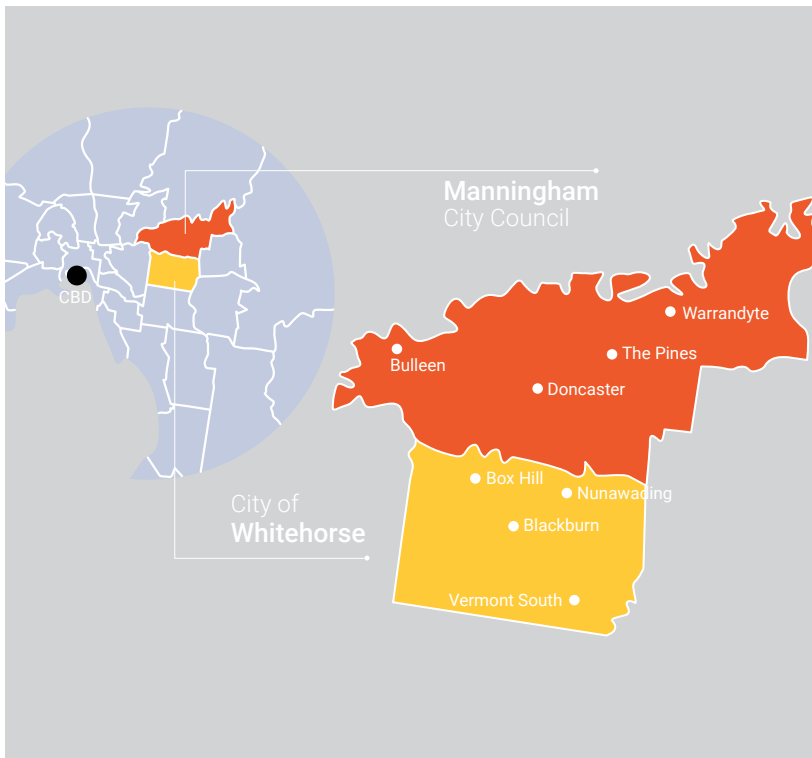 Manningham
City Council
CBD
Warrandyte
The Pines
Bulleen
Doncaster
Box Hill
Nunawading
City of
Whitehorse
Blackburn
Vermont South